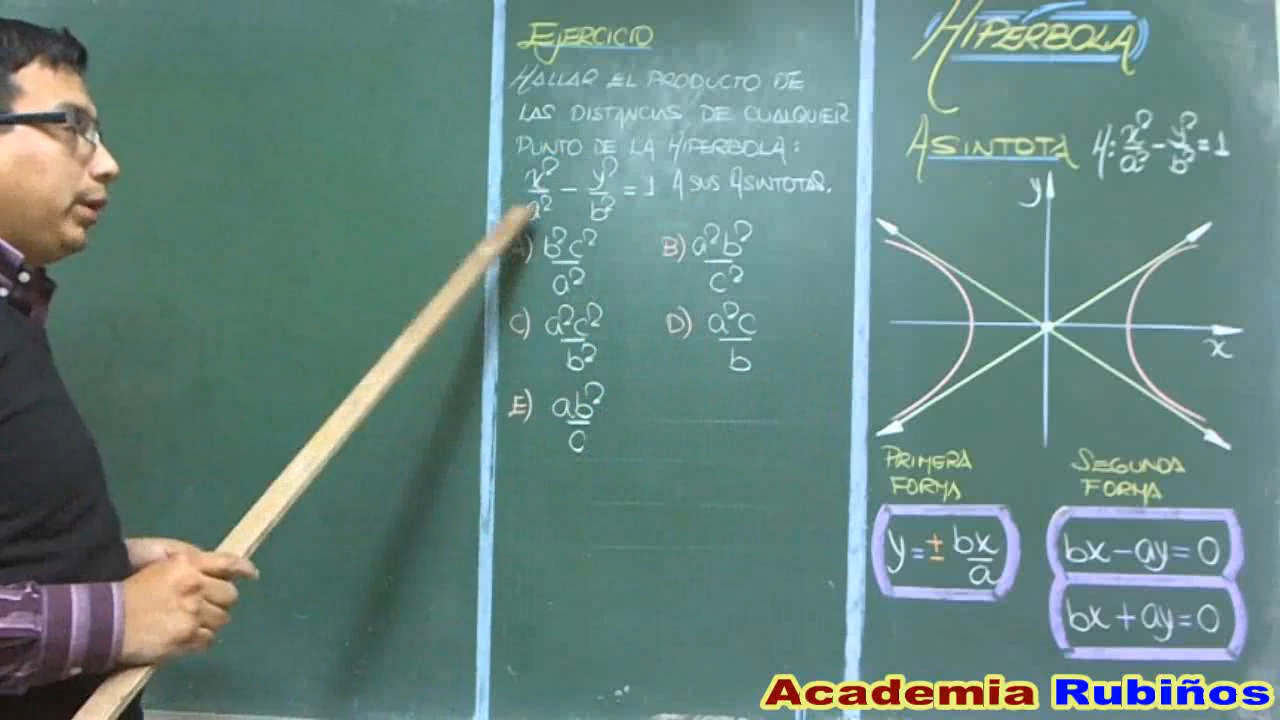 EJERCICIO
HALLAR EL PRODUCTO DE
LAS DISTANCIAS DE CUALQUIER
PUNTO DE LA HIPERBOLA:
x²/a² - y²/b² = 1 A SUS ASINTOTAS.
A) b²c²/a² B) a²b²/c²
C) a²c²/b² D) a²c/b
E) ab²/c
HIPERBOLA
ASINTOTA H: x²/a² - y²/b² = 1
y
x
PRIMERA FORMA
y = ± bx/a
SEGUNDA FORMA
bx - ay = 0
bx + ay = 0
Academia Rubiños